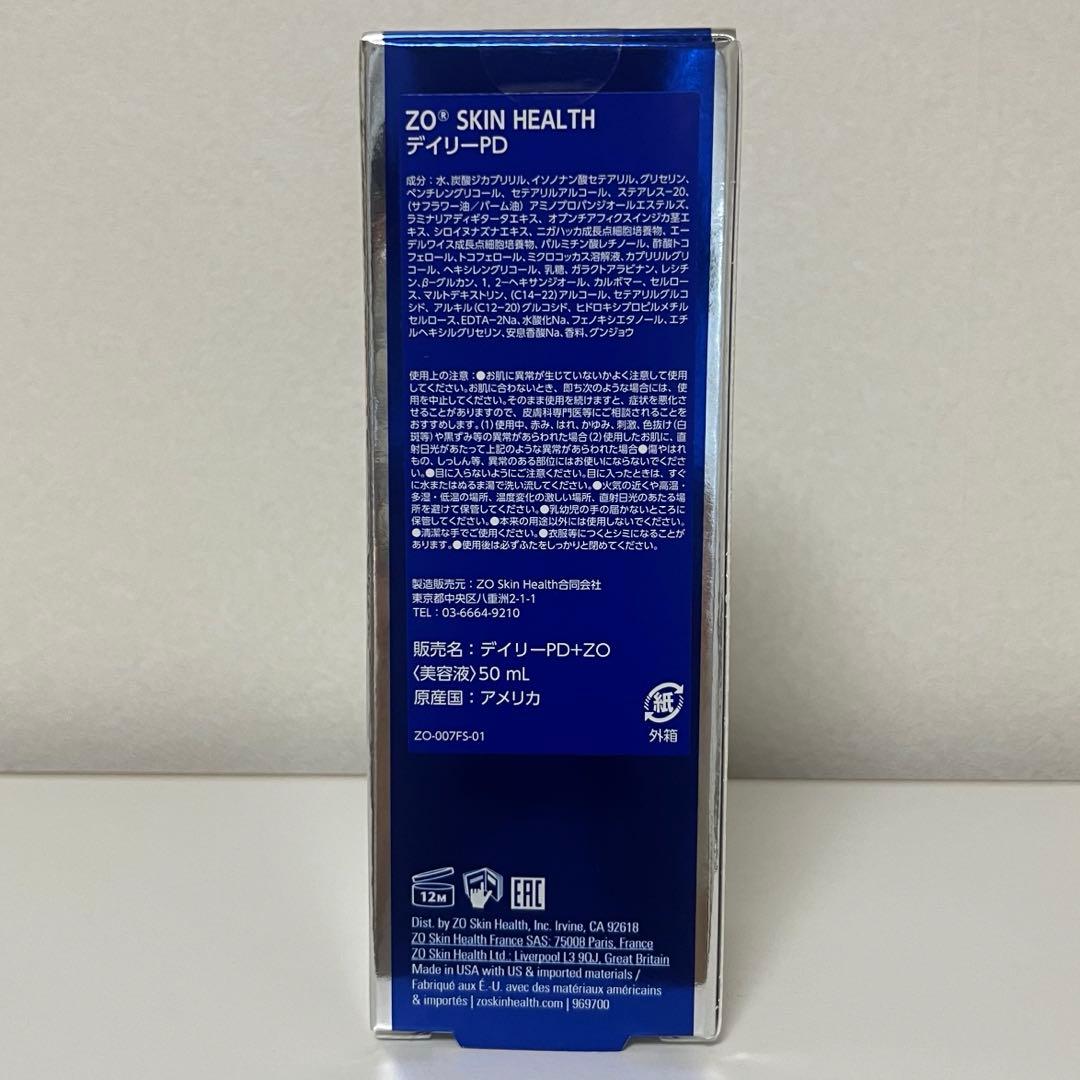 ZO® SKIN HEALTH
デイリーPD
成分：水、炭酸ジカプリリル、イソノナン酸セテアリル、グリセリン、
ペンチレングリコール、セテアリルアルコール、ステアレス-20、
(サフラワー油／パーム油) アミノプロパンジオールエステルズ、
ラミナリアディギタータエキス、オプンチアフィクスインジカ茎エ
キス、シロイヌナズナエキス、ニガハッカ成長点細胞培養物、エー
デルワイス成長点細胞培養物、パルミチン酸レチノール、酢酸トコ
フェロール、トコフェロール、ミクロコッカス溶解液、カプリリルグリ
コール、ヘキシレングリコール、乳糖、ガラクトアラビナン、レシチ
ン、β-グルカン、1, 2-ヘキサンジオール、カルボマー、セルロー
ス、マルトデキストリン、(C14-22)アルコール、セテアリルグルコ
シド、アルキル(C12-20)グルコシド、ヒドロキシプロピルメチル
セルロース、EDTA-2Na、水酸化Na、フェノキシエタノール、エチ
ルヘキシルグリセリン、安息香酸Na、香料、グンジョウ
使用上の注意：●お肌に異常が生じていないかよく注意して使用
してください。お肌に合わないとき、即ち次のような場合には、使
用を中止してください。そのまま使用を続けますと、症状を悪化さ
せることがありますので、皮膚科専門医等にご相談されることを
おすすめします。(1)使用中、赤み、はれ、かゆみ、刺激、色抜け(白
斑等)や黒ずみ等の異常があらわれた場合(2)使用したお肌に、直
射日光があたって上記のような異常があらわれた場合●傷やはれ
もの、しっしん等、異常のある部位にはお使いにならないでくださ
い。●目に入らないようにご注意ください。目に入ったときは、すぐ
に水またはぬるま湯で洗い流してください。●火気の近くや高温・
多湿・低温の場所、温度変化の激しい場所、直射日光のあたる場
所を避けて保管してください。●乳幼児の手の届かないところに
保管してください。●本来の用途以外には使用しないでください。
●清潔な手でご使用ください。●衣服等につくとシミになることが
あります。●使用後は必ずふたをしっかりと閉めてください。
製造販売元：ZO Skin Health合同会社
東京都中央区八重洲2-1-1
TEL：03-6664-9210
販売名：デイリーPD+ZO
〈美容液〉50 mL
原産国：アメリカ
紙
ZO-007FS-01
外箱
12M
EAC
Dist. by ZO Skin Health, Inc. Irvine, CA 92618
ZO Skin Health France SAS; 75008 Paris, France
ZO Skin Health Ltd.; Liverpool L3 9QJ, Great Britain
Made in USA with US & imported materials /
Fabriqué aux É.-U. avec des matériaux américains
& importés | zoskinhealth.com | 969700